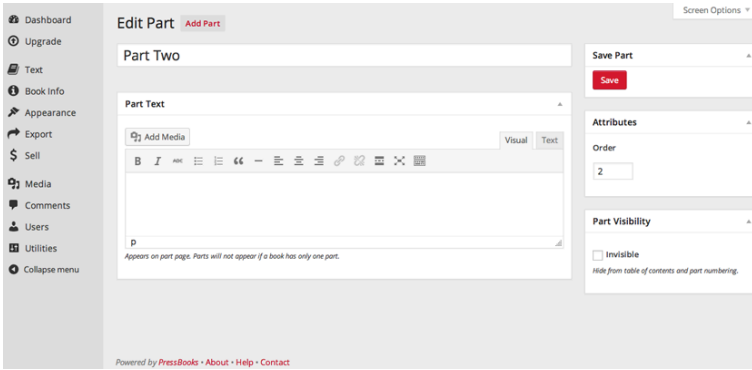 Screen Options
Dashboard
Upgrade
Text
Book Info
Appearance
Export
Sell
Media
Comments
Users
Utilities
Collapse menu
Edit Part Add Part
Part Two
Part Text
Add Media
Visual Text
B I ABC
p
Appears on part page. Parts will not appear if a book has only one part.
Save Part
Save
Attributes
Order
2
Part Visibility
Invisible
Hide from table of contents and part numbering.
Powered by PressBooks • About • Help • Contact